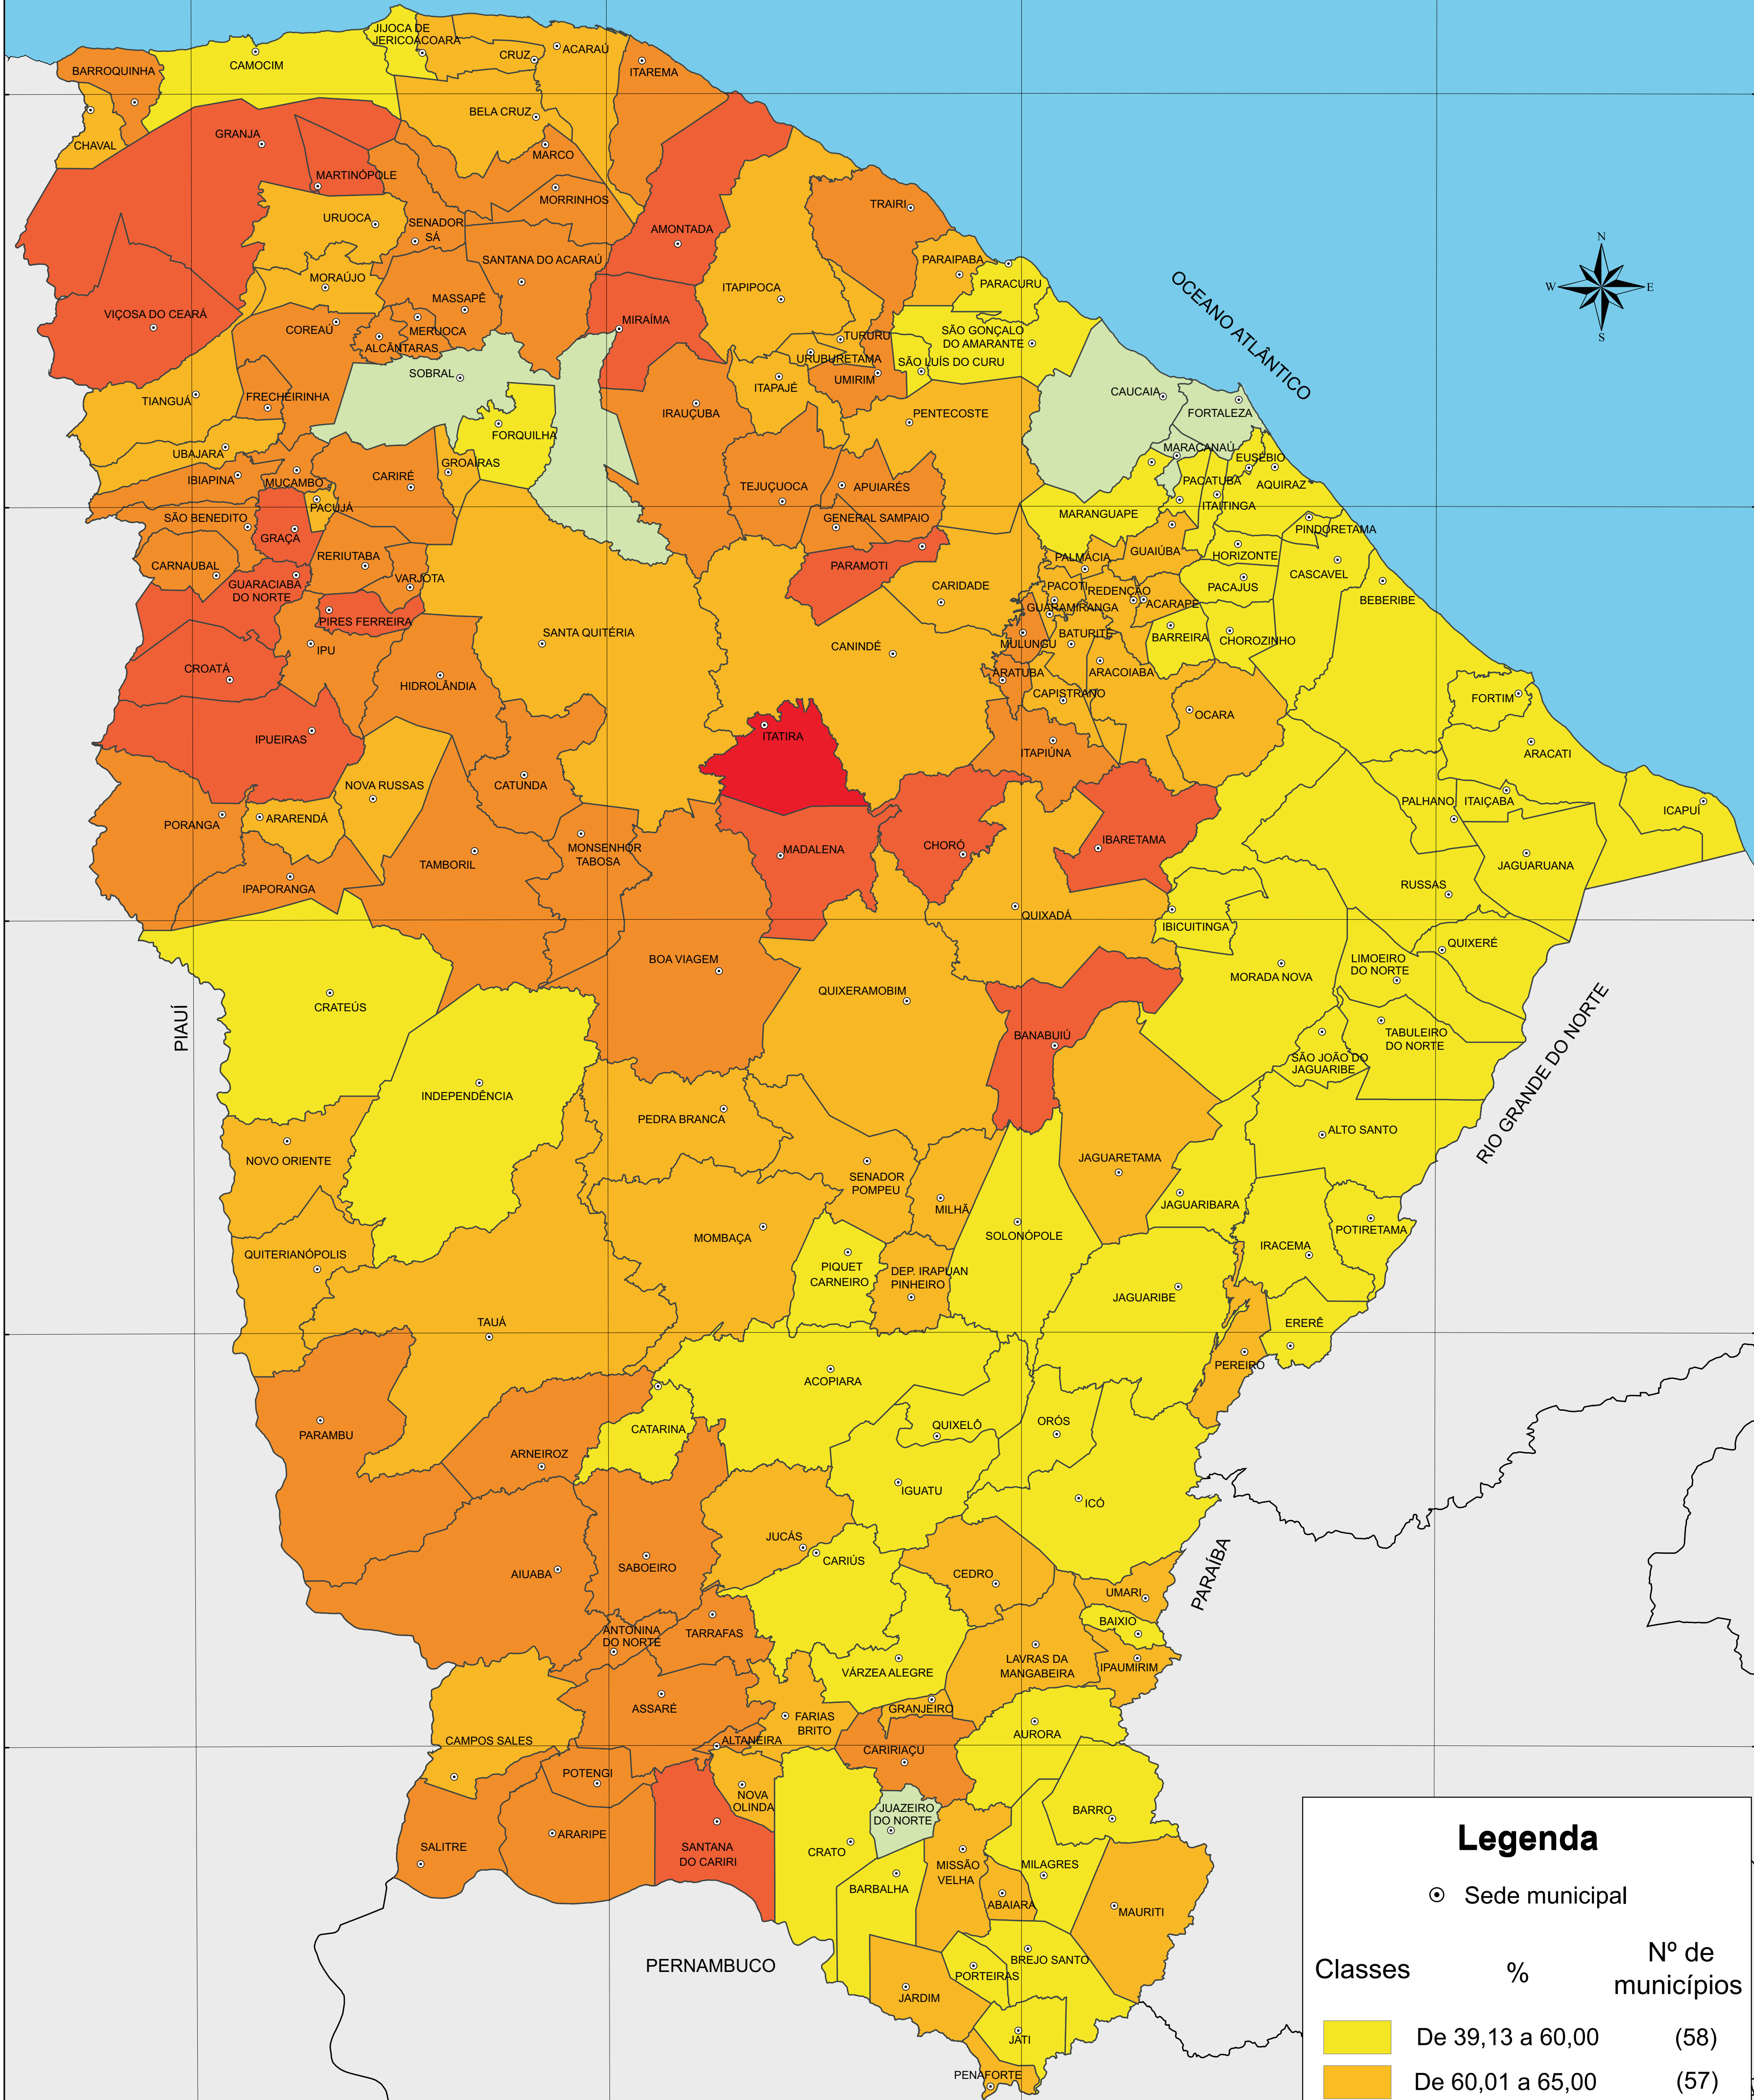 JIJOCA DE
JERICOACOARA
CRUZ
ACARAÚ
BARROQUINHA
CAMOCIM
ITAREMA
BELA CRUZ
GRANJA
CHAVAL
MARCO
MARTINÓPOLE
MORRINHOS
TRAIRI
URUOCA
SENADOR
SÁ
AMONTADA
N
W
E
S
SANTANA DO ACARAÚ
PARAIPABA
MORAÚJO
ITAPIPOCA
PARACURU
OCEANO ATLÂNTICO
MASSAPÊ
VIÇOSA DO CEARÁ
MIRAÍMA
COREAÚ
MERUOCA
TURURU
SÃO GONÇALO
DO AMARANTE
ALCÂNTARAS
URUBURETAMA
SÃO LUÍS DO CURU
SOBRAL
UMIRIM
ITAPAJÉ
CAUCAIA
TIANGUÁ
FRECHEIRINHA
IRAUÇUBA
PENTECOSTE
FORTALEZA
FORQUILHA
MARACANAÚ
UBAJARA
GROAÍRAS
EUSÉBIO
IBIAPINA
MUCAMBO
CARIRÉ
TEJUÇUOCA
APUIARÉS
PACATUBA
AQUIRAZ
PACUJÁ
ITAITINGA
SÃO BENEDITO
GENERAL SAMPAIO
MARANGUAPE
PINDORETAMA
GRAÇA
RERIUTABA
PALMÁCIA
GUAIÚBA
HORIZONTE
CARNAUBAL
PARAMOTI
CASCAVEL
GUARACIABA
DO NORTE
VARJOTA
CARIDADE
PACOTI
REDENÇÃO
PACAJUS
BEBERIBE
GUARAMIRANGA
ACARAPE
PIRES FERREIRA
SANTA QUITÉRIA
BATURITÉ
BARREIRA
CHOROZINHO
IPU
CANINDÉ
MULUNGU
CROATÁ
ARATUBA
ARACOIABA
HIDROLÂNDIA
CAPISTRANO
FORTIM
OCARA
IPUEIRAS
ITATIRA
ITAPIÚNA
ARACATI
NOVA RUSSAS
CATUNDA
PALHANO
ITAIÇABA
ICAPUÍ
PORANGA
ARARENDÁ
MONSENHOR
TABOSA
MADALENA
CHORÓ
IBARETAMA
TAMBORIL
JAGUARUANA
IPAPORANGA
RUSSAS
QUIXADÁ
IBICUITINGA
QUIXERÉ
BOA VIAGEM
LIMOEIRO
DO NORTE
MORADA NOVA
QUIXERAMOBIM
CRATEÚS
PIAUÍ
BANABUIÚ
TABULEIRO
DO NORTE
RIO GRANDE DO NORTE
SÃO JOÃO DO
JAGUARIBE
INDEPENDÊNCIA
PEDRA BRANCA
ALTO SANTO
NOVO ORIENTE
JAGUARETAMA
SENADOR
POMPEU
JAGUARIBARA
MILHÃ
POTIRETAMA
MOMBAÇA
SOLONÓPOLE
IRACEMA
QUITERIANÓPOLIS
PIQUET
CARNEIRO
DEP. IRAPUAN
PINHEIRO
JAGUARIBE
TAUÁ
ERERÊ
PEREIRO
ACOPIARA
PARAMBU
CATARINA
QUIXELÔ
ORÓS
ARNEIROZ
IGUATU
ICÓ
JUCÁS
CARIÚS
PARAÍBA
SABOEIRO
AIUABA
CEDRO
UMARI
BAIXIO
ANTONINA
DO NORTE
TARRAFAS
LAVRAS DA
MANGABEIRA
IPAUMIRIM
VÁRZEA ALEGRE
ASSARÉ
GRANJEIRO
FARIAS
BRITO
AURORA
CAMPOS SALES
ALTANEIRA
CARIRIAÇU
POTENGI
NOVA
OLINDA
JUAZEIRO
DO NORTE
BARRO
ARARIPE
SALITRE
SANTANA
DO CARIRI
CRATO
MISSÃO
VELHA
MILAGRES
BARBALHA
ABAIARA
MAURITI
PERNAMBUCO
BREJO SANTO
PORTEIRAS
JARDIM
JATI
PENAFORTE
Legenda
Sede municipal
Classes
%
Nº de
municípios
De 39,13 a 60,00
(58)
De 60,01 a 65,00
(57)